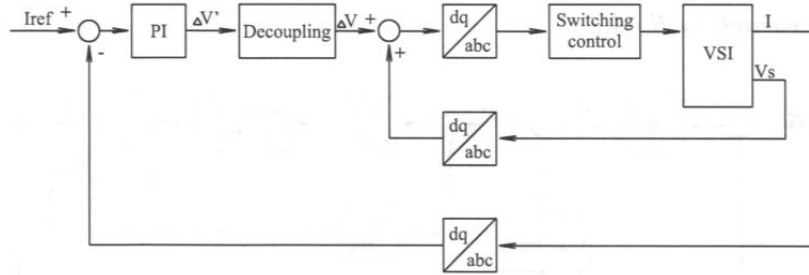 Iref
+
-
PI
ΔV'
Decoupling
ΔV
+
+
dq
abc
Switching
control
VSI
I
Vs
dq
abc
dq
abc